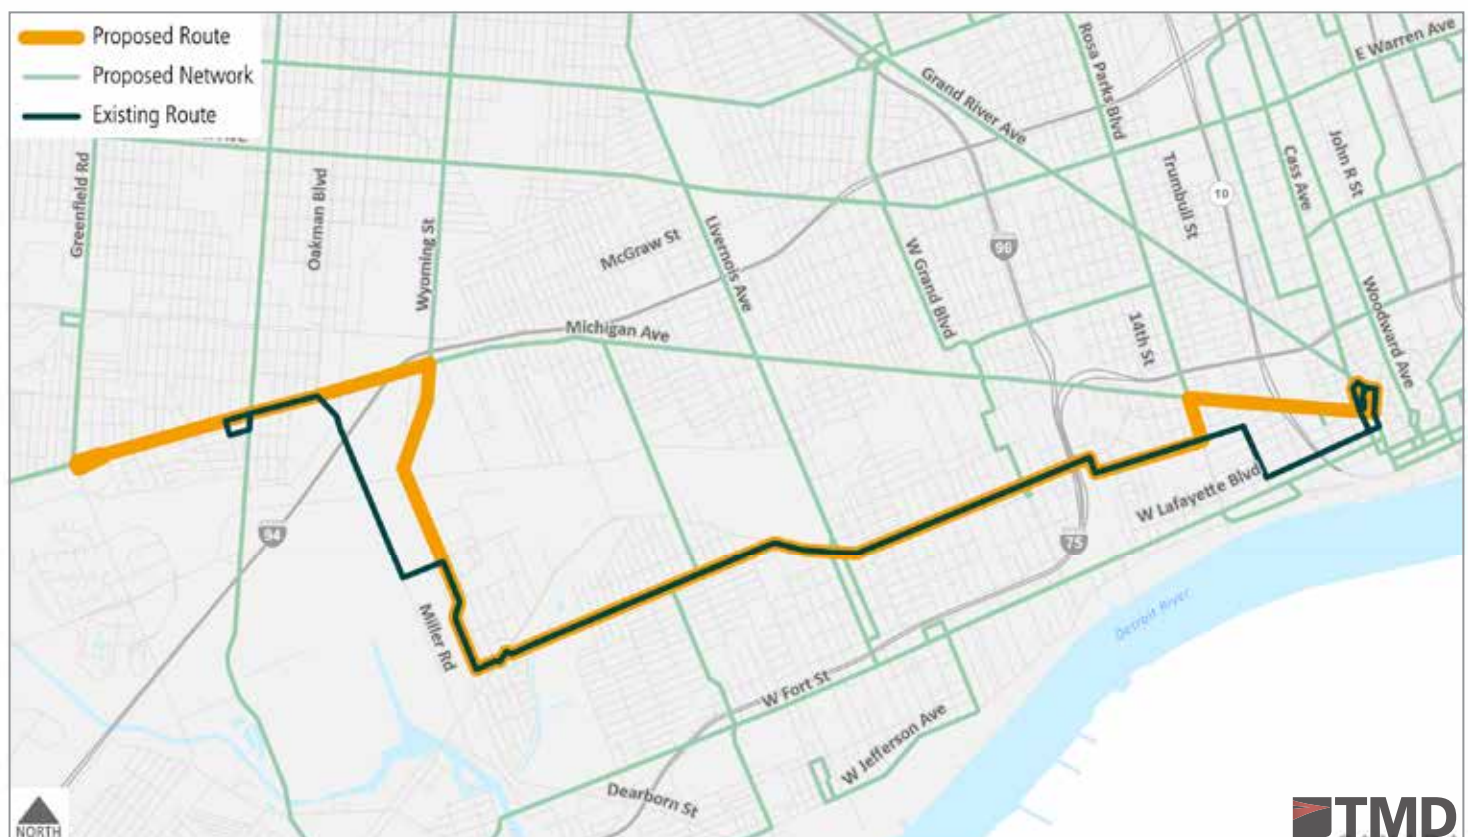 Proposed Route
Proposed Network
Existing Route
Greenfield Rd
Oakman Blvd
Wyoming St
McGraw St
Livernois Ave
Michigan Ave
Grand River Ave
Rosa Parks Blvd
E Warren Ave
Trumbull St
10
Cass Ave
John R St
W Grand Blvd
96
14th St
Woodward Ave
94
Miller Rd
W Lafayette Blvd
75
Detroit River
W Fort St
W Jefferson Ave
Dearborn St
NORTH
TMD